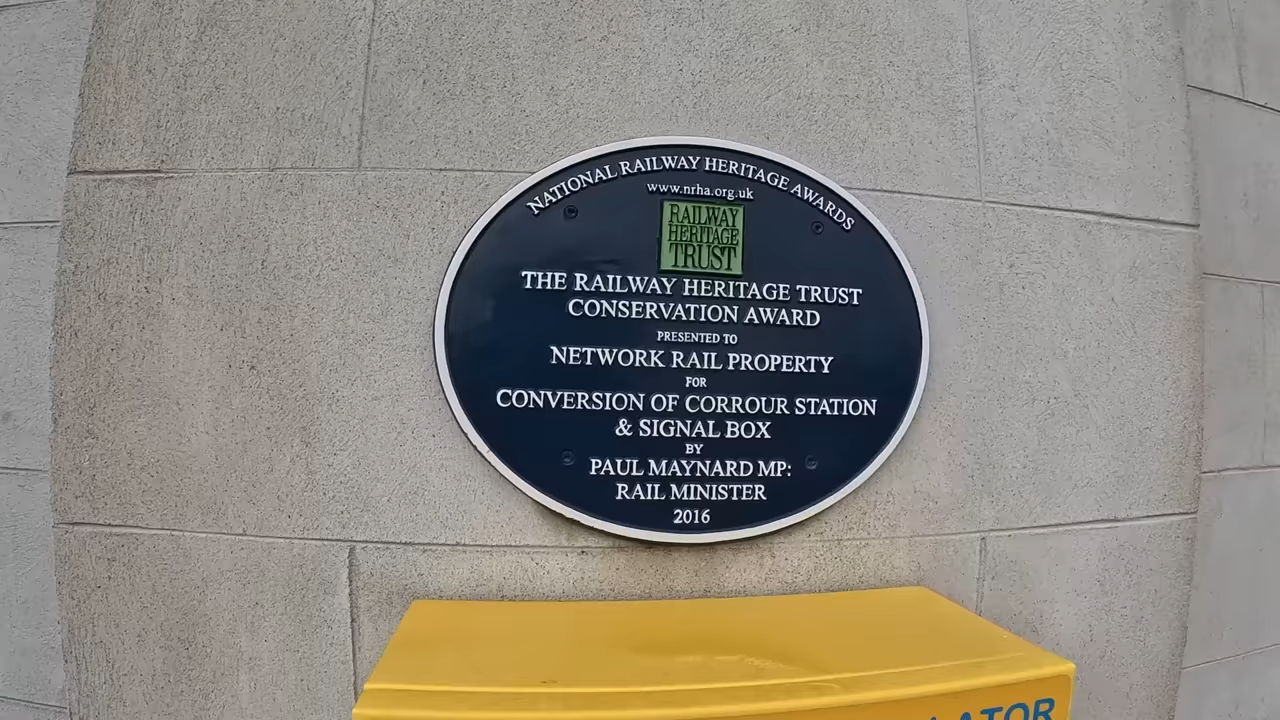 NATIONAL RAILWAY HERITAGE AWARDS
www.nrha.org.uk
RAILWAY
HERITAGE
TRUST
THE RAILWAY HERITAGE TRUST
CONSERVATION AWARD
PRESENTED TO
NETWORK RAIL PROPERTY
FOR
CONVERSION OF CORROUR STATION
& SIGNAL BOX
BY
PAUL MAYNARD MP:
RAIL MINISTER
2016